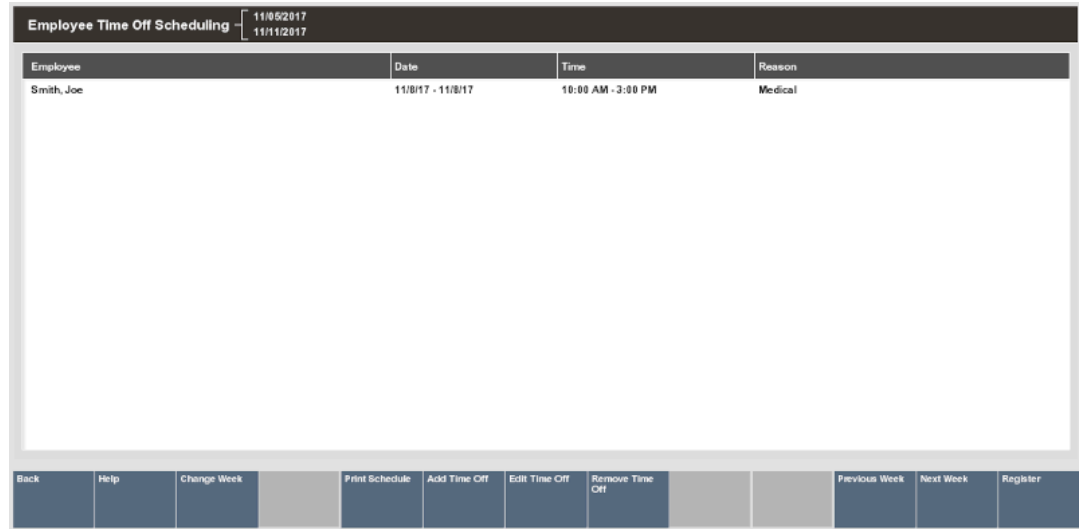 Employee Time Off Scheduling
11/05/2017
11/11/2017
Employee Date Time Reason
Smith, Joe 11/8/17 - 11/8/17 10:00 AM - 3:00 PM Medical
Back Help Change Week Print Schedule Add Time Off Edit Time Off Remove Time Off Previous Week Next Week Register